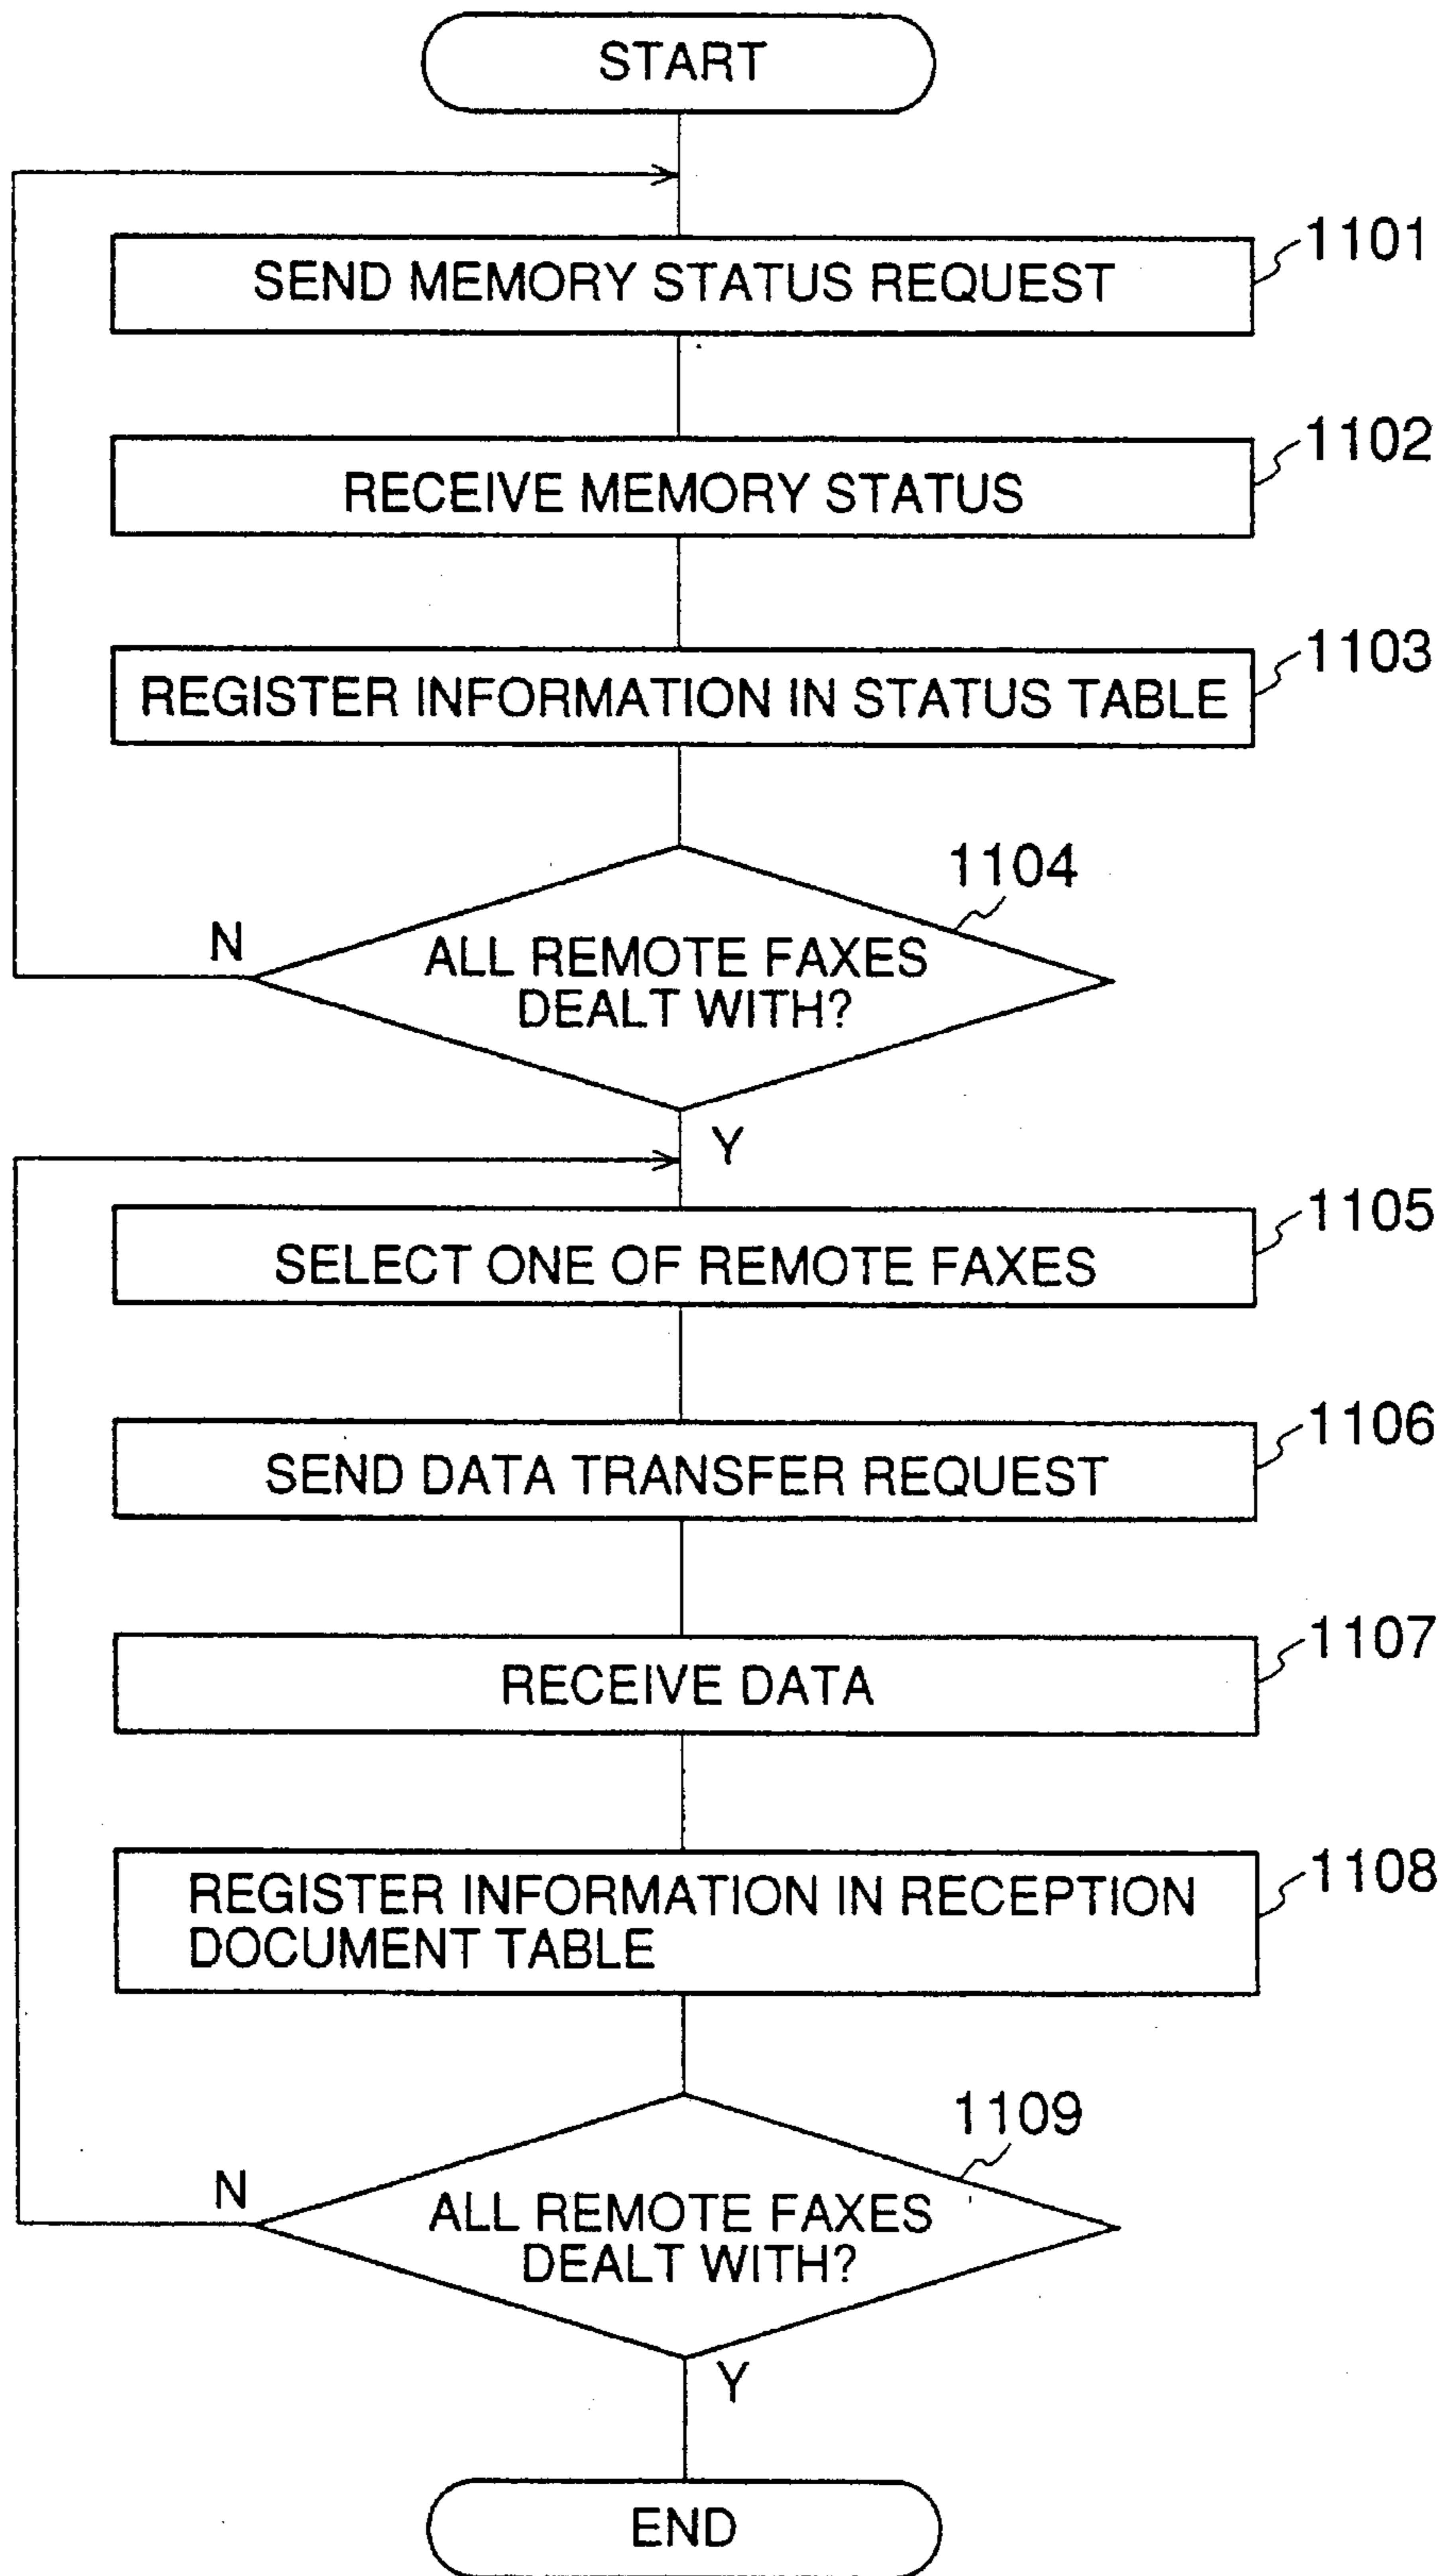 START
1101
SEND MEMORY STATUS REQUEST
1102
RECEIVE MEMORY STATUS
1103
REGISTER INFORMATION IN STATUS TABLE
1104
N
ALL REMOTE FAXES
DEALT WITH?
Y
1105
SELECT ONE OF REMOTE FAXES
1106
SEND DATA TRANSFER REQUEST
1107
RECEIVE DATA
1108
REGISTER INFORMATION IN RECEPTION
DOCUMENT TABLE
1109
N
ALL REMOTE FAXES
DEALT WITH?
Y
END